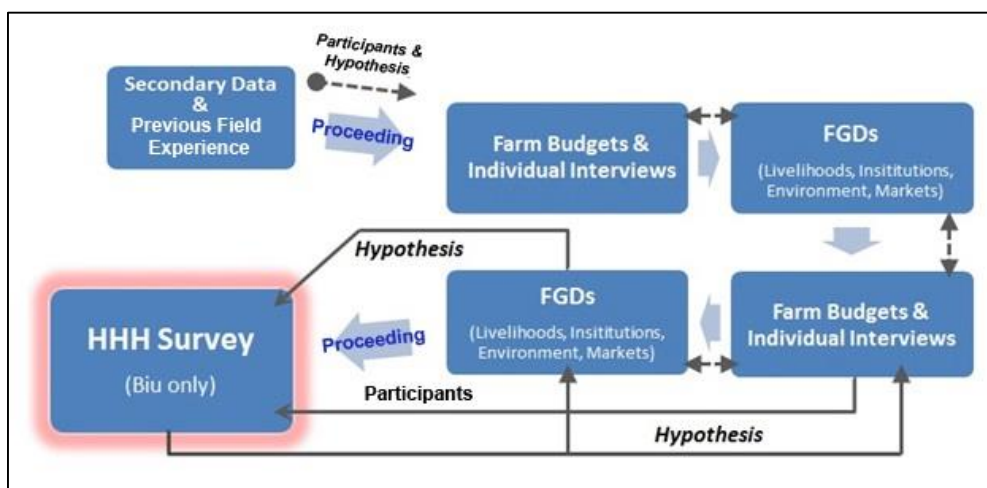 Participants &
Hypothesis
Secondary Data
&
Previous Field
Experience
Proceeding
Farm Budgets &
Individual Interviews
FGDs
(Livelihoods, Insititutions,
Environment, Markets)
Hypothesis
HHH Survey
(Biu only)
Proceeding
FGDs
(Livelihoods, Insititutions,
Environment, Markets)
Farm Budgets &
Individual Interviews
Participants
Hypothesis